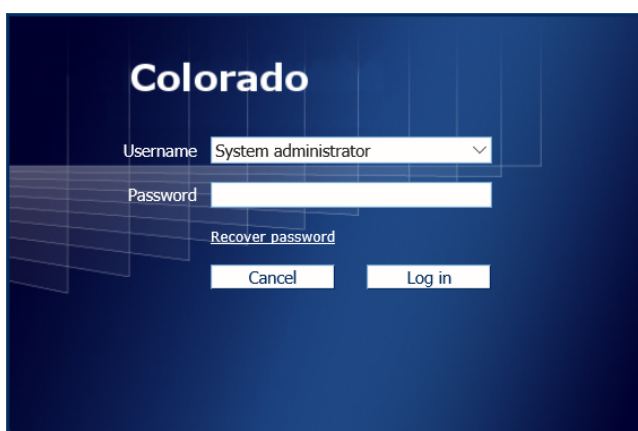 Colorado
Username System administrator
Password
Recover password
Cancel Log in